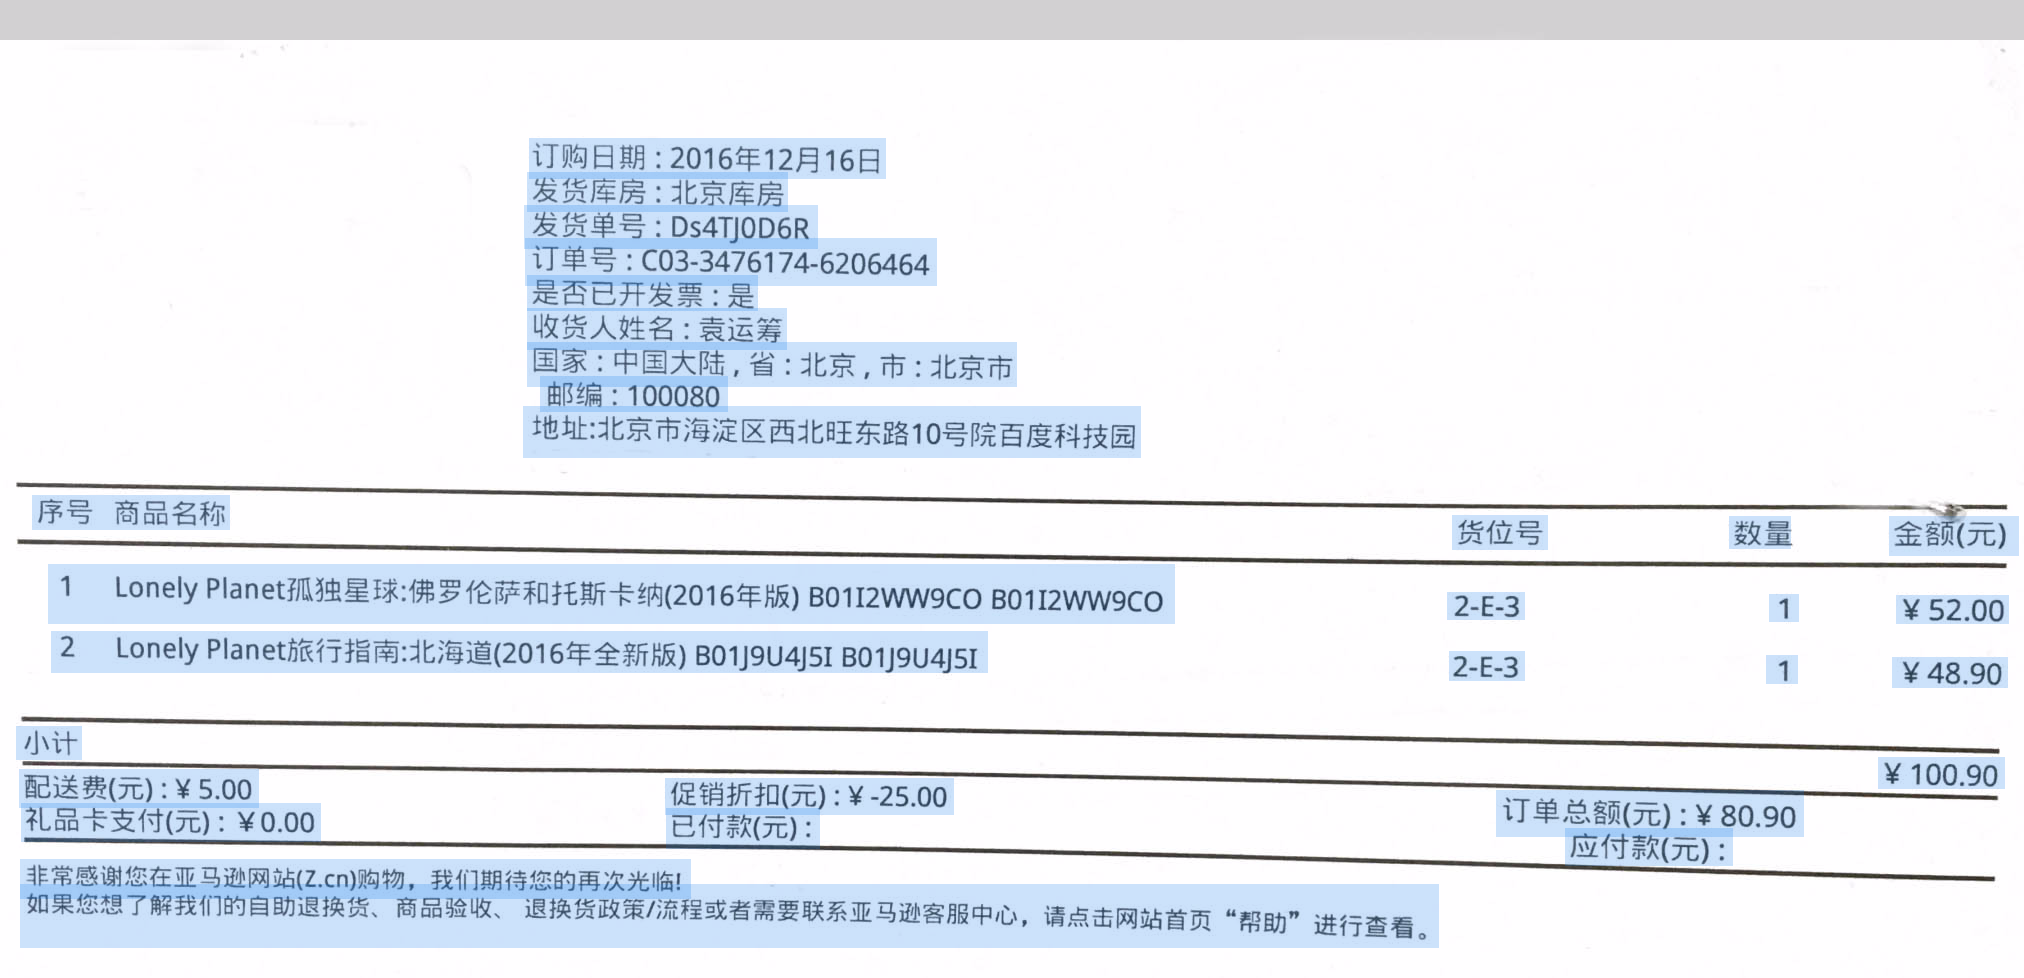 订购日期：2016年12月16日
发货库房：北京库房
发货单号：Ds4TJ0D6R
订单号：C03-3476174-6206464
是否已开发票：是
收货人姓名：袁运筹
国家：中国大陆，省：北京，市：北京市
邮编：100080
地址:北京市海淀区西北旺东路10号院百度科技园
序号 商品名称 货位号 数量 金额(元)
1 Lonely Planet孤独星球:佛罗伦萨和托斯卡纳(2016年版) B01I2WW9CO B01I2WW9CO 2-E-3 1 ￥52.00
2 Lonely Planet旅行指南:北海道(2016年全新版) B01J9U4J5I B01J9U4J5I 2-E-3 1 ￥48.90
小计 ￥100.90
配送费(元)：￥5.00 促销折扣(元)：￥-25.00 订单总额(元)：￥80.90
礼品卡支付(元)：￥0.00 已付款(元)： 应付款(元)：
非常感谢您在亚马逊网站(Z.cn)购物，我们期待您的再次光临!
如果您想了解我们的自助退换货、商品验收、 退换货政策/流程或者需要联系亚马逊客服中心，请点击网站首页“帮助”进行查看。